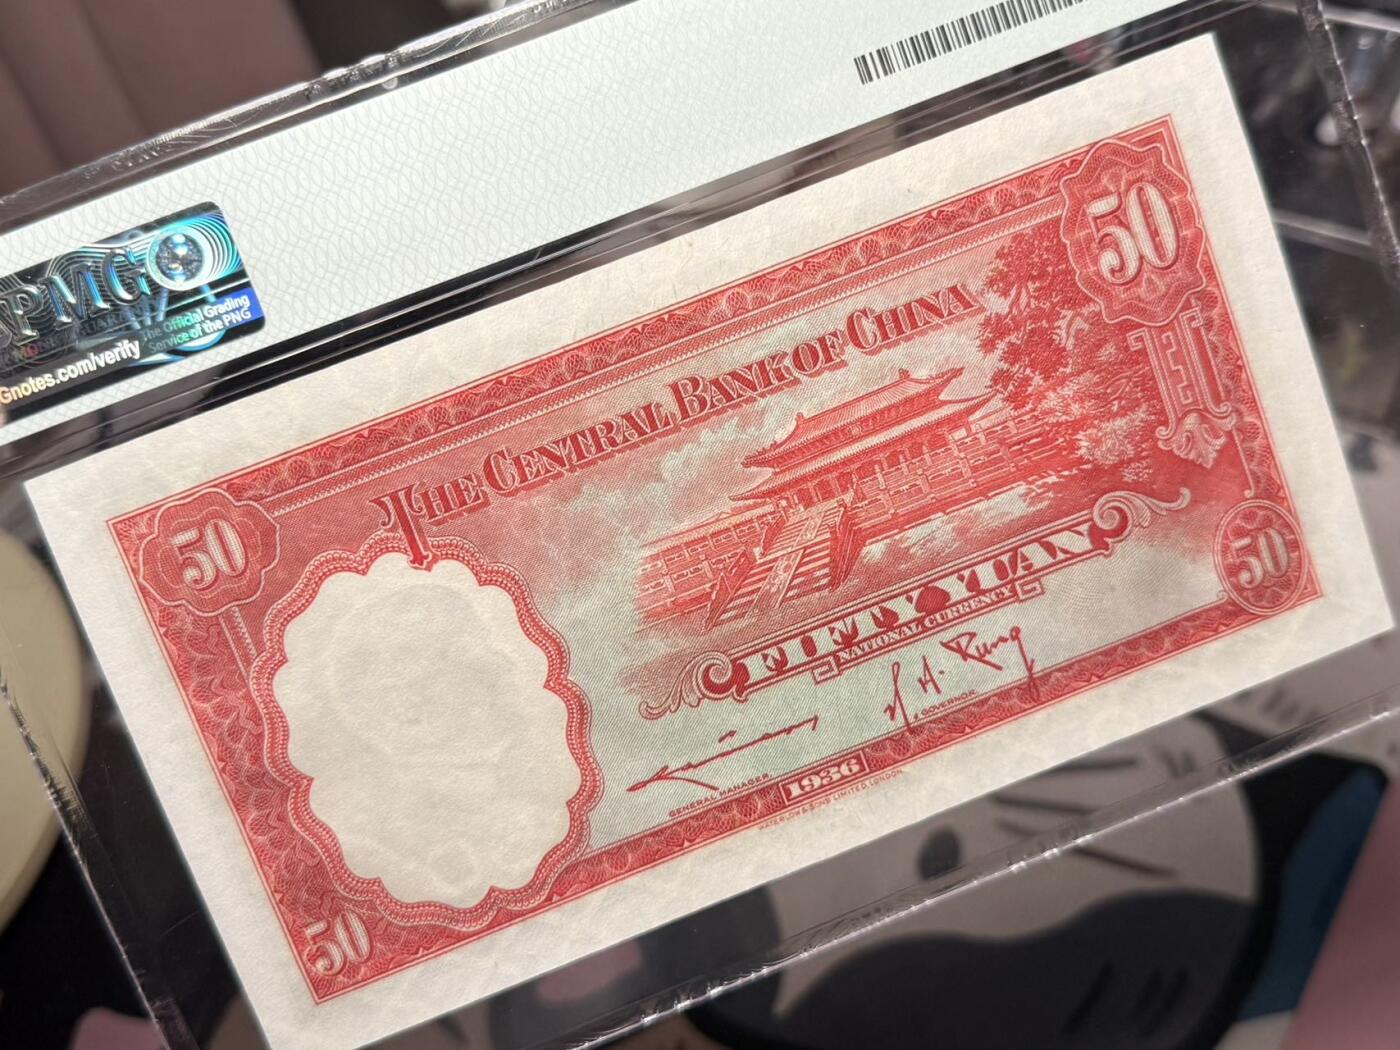 PMG
The Official Grading
Service of the PNG
Gnotes.com/verify
50
50
THE CENTRAL BANK OF CHINA
FIFTY YUAN
NATIONAL CURRENCY
50
50
GENERAL MANAGER.
GOVERNOR
1936
WATERLOW & SONS LIMITED, LONDON